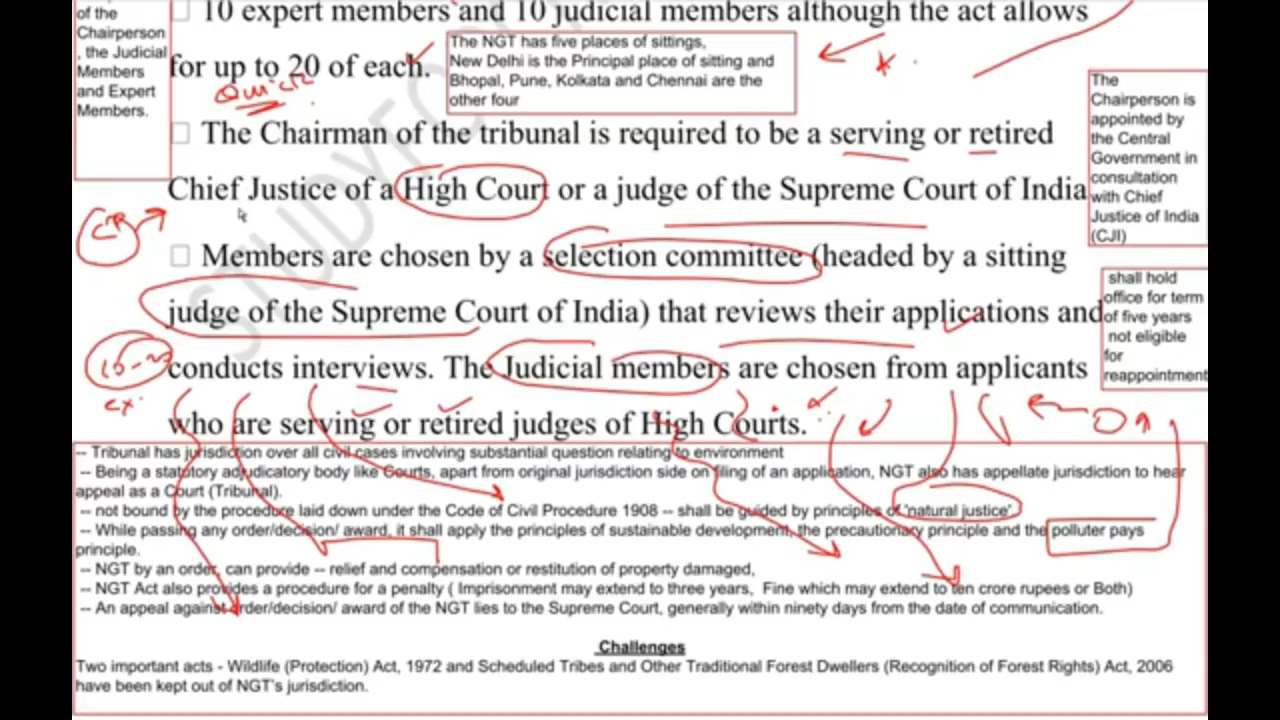 of the
Chairperson
, the Judicial
Members
and Expert
Members.
10 expert members and 10 judicial members although the act allows
for up to 20 of each.
The NGT has five places of sittings,
New Delhi is the Principal place of sitting and
Bhopal, Pune, Kolkata and Chennai are the
other four
The Chairman of the tribunal is required to be a serving or retired
Chief Justice of a High Court or a judge of the Supreme Court of India
The
Chairperson is
appointed by
the Central
Government in
consultation
with Chief
Justice of India
(CJI)
Members are chosen by a selection committee (headed by a sitting
judge of the Supreme Court of India) that reviews their applications and
conducts interviews. The Judicial members are chosen from applicants
who are serving or retired judges of High Courts.
shall hold
office for term
of five years
not eligible
for
reappointment
-- Tribunal has jurisdiction over all civil cases involving substantial question relating to environment
-- Being a statutory adjudicatory body like Courts, apart from original jurisdiction side on filing of an application, NGT also has appellate jurisdiction to hear
appeal as a Court (Tribunal).
-- not bound by the procedure laid down under the Code of Civil Procedure 1908 -- shall be guided by principles of 'natural justice'
-- While passing any order/decision/ award, it shall apply the principles of sustainable development, the precautionary principle and the polluter pays
principle.
-- NGT by an order, can provide -- relief and compensation or restitution of property damaged,
-- NGT Act also provides a procedure for a penalty ( Imprisonment may extend to three years, Fine which may extend to ten crore rupees or Both)
-- An appeal against order/decision/ award of the NGT lies to the Supreme Court, generally within ninety days from the date of communication.
Challenges
Two important acts - Wildlife (Protection) Act, 1972 and Scheduled Tribes and Other Traditional Forest Dwellers (Recognition of Forest Rights) Act, 2006
have been kept out of NGT's jurisdiction.